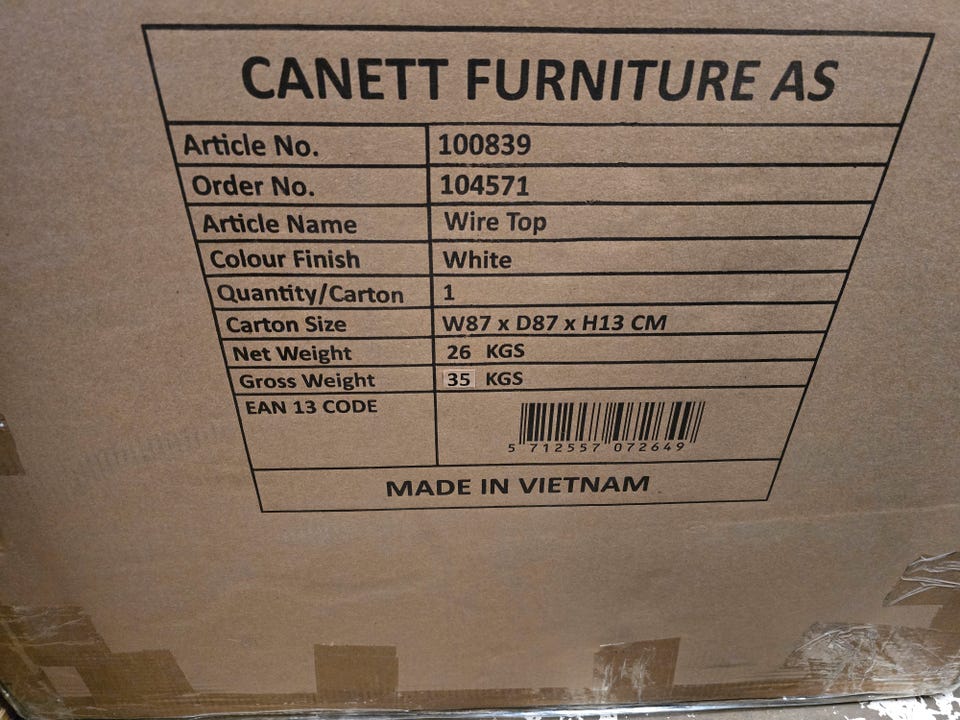 CANETT FURNITURE AS
Article No. 100839
Order No. 104571
Article Name Wire Top
Colour Finish White
Quantity/Carton 1
Carton Size W87 x D87 x H13 CM
Net Weight 26 KGS
Gross Weight 35 KGS
EAN 13 CODE
5 712557 072649
MADE IN VIETNAM